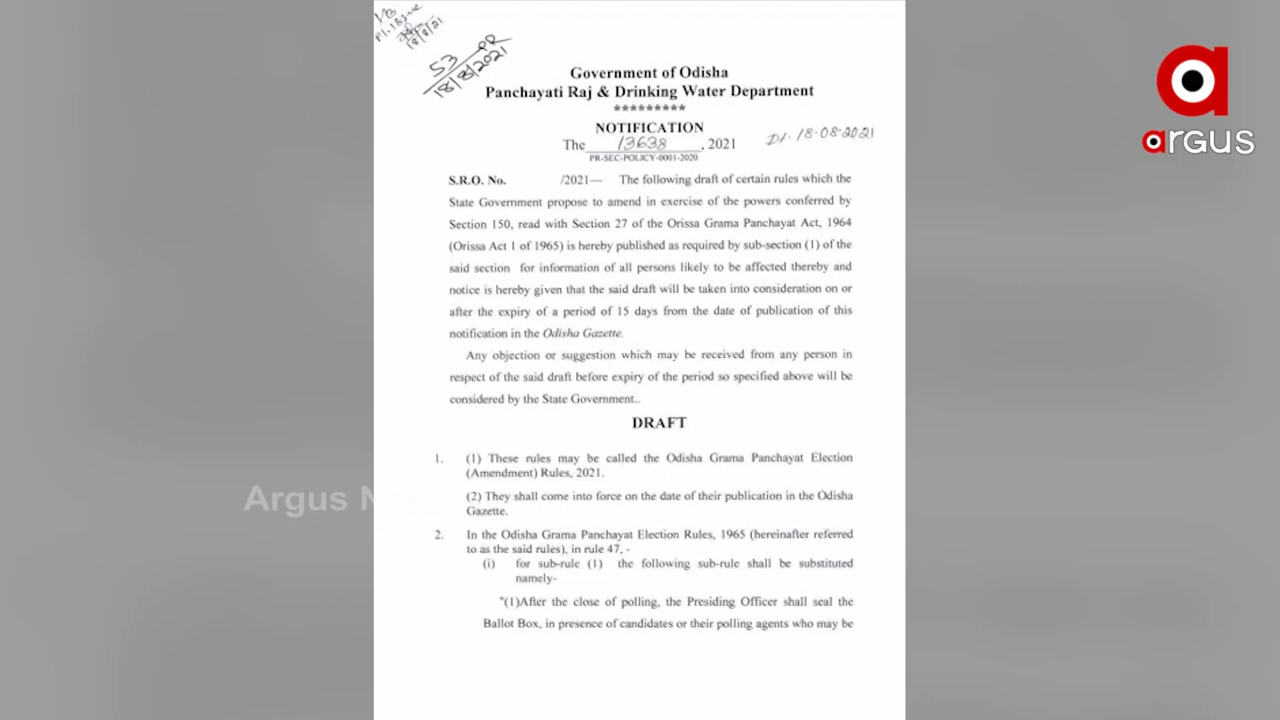 18/8/21
53 PR
18/8/2021
Government of Odisha
Panchayati Raj & Drinking Water Department
*********
NOTIFICATION
The 13638, 2021 Dt. 18-08-2021
PR-SEC-POLICY-0001-2020
S.R.O. No. /2021— The following draft of certain rules which the
State Government propose to amend in exercise of the powers conferred by
Section 150, read with Section 27 of the Orissa Grama Panchayat Act, 1964
(Orissa Act 1 of 1965) is hereby published as required by sub-section (1) of the
said section for information of all persons likely to be affected thereby and
notice is hereby given that the said draft will be taken into consideration on or
after the expiry of a period of 15 days from the date of publication of this
notification in the Odisha Gazette.
Any objection or suggestion which may be received from any person in
respect of the said draft before expiry of the period so specified above will be
considered by the State Government..
DRAFT
1. (1) These rules may be called the Odisha Grama Panchayat Election
(Amendment) Rules, 2021.
(2) They shall come into force on the date of their publication in the Odisha
Gazette.
2. In the Odisha Grama Panchayat Election Rules, 1965 (hereinafter referred
to as the said rules), in rule 47, -
(i) for sub-rule (1) the following sub-rule shall be substituted
namely-
"(1)After the close of polling, the Presiding Officer shall seal the
Ballot Box, in presence of candidates or their polling agents who may be
argus
Argus